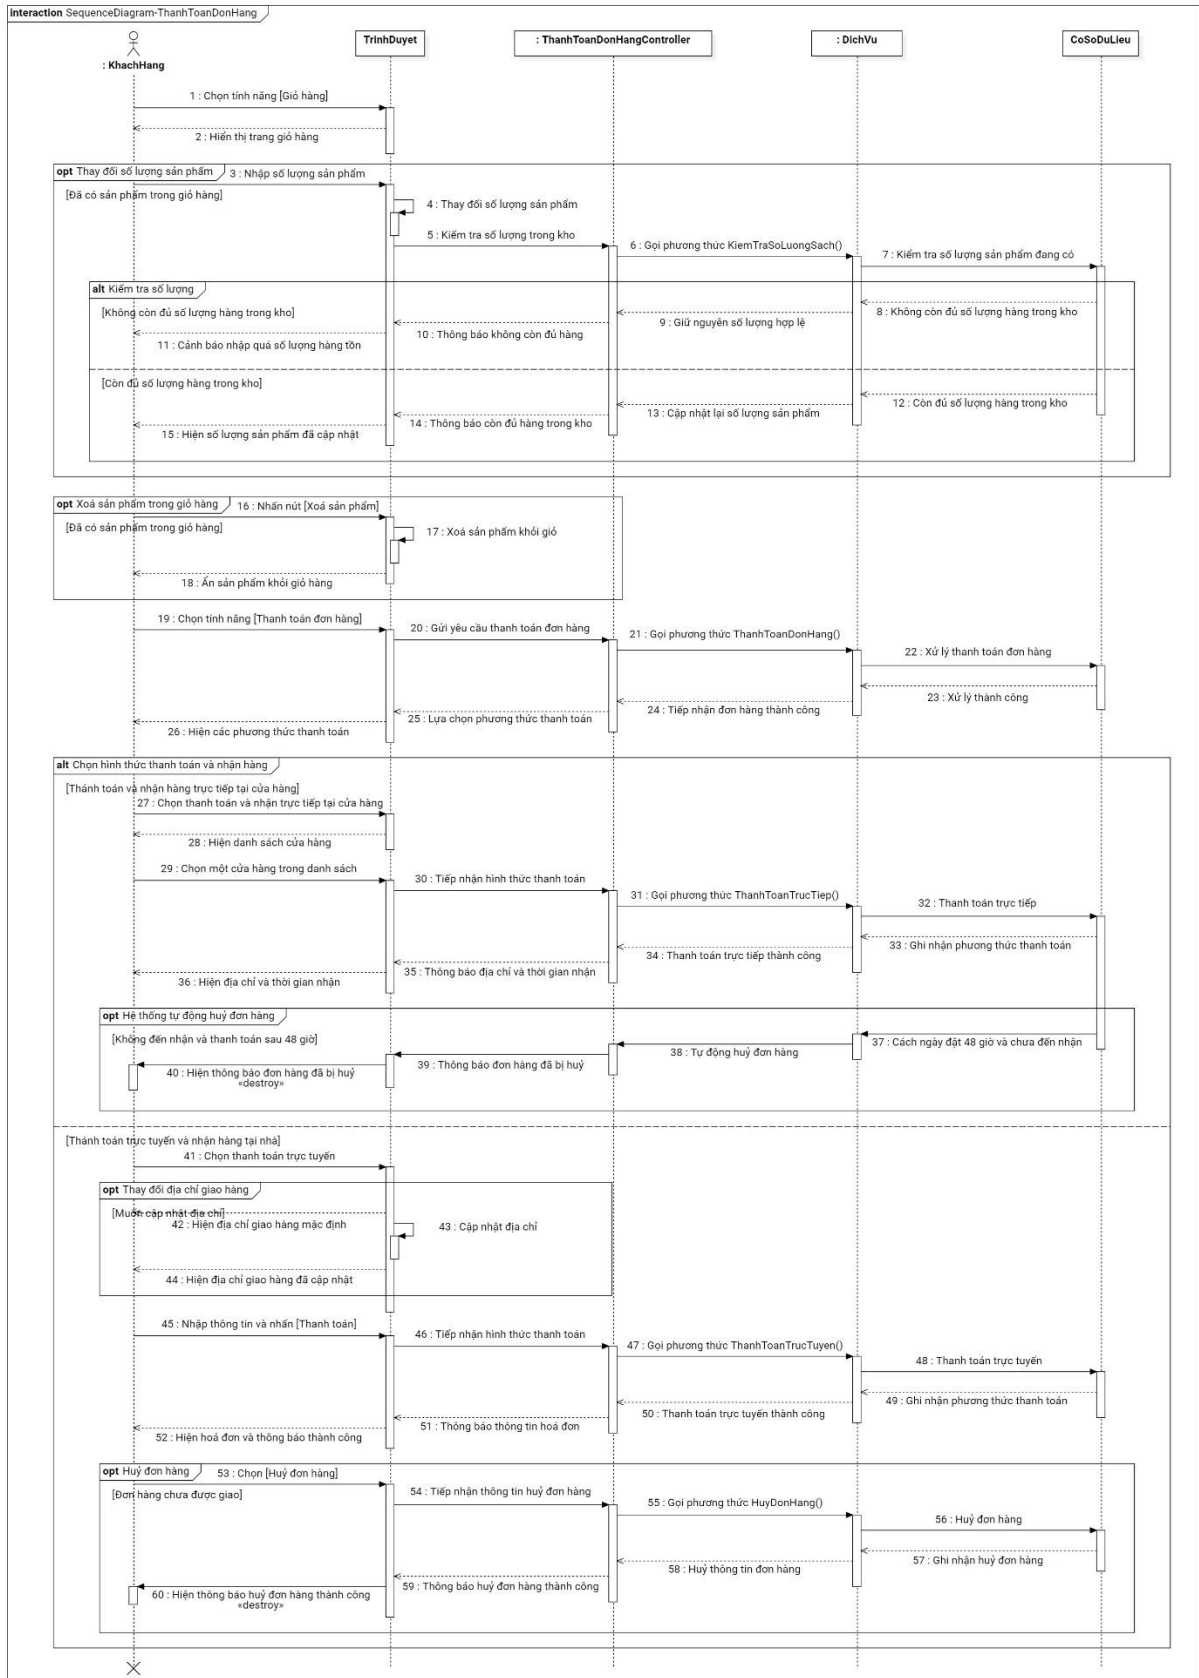 interaction SequenceDiagram-ThanhToanDonHang
: KhachHang
TrinhDuyet
: ThanhToanDonHangController
: DichVu
CoSoDuLieu
1 : Chọn tính năng [Giỏ hàng]
2 : Hiển thị trang giỏ hàng
opt Thay đổi số lượng sản phẩm
3 : Nhập số lượng sản phẩm
[Đã có sản phẩm trong giỏ hàng]
4 : Thay đổi số lượng sản phẩm
5 : Kiểm tra số lượng trong kho
6 : Gọi phương thức KiemTraSoLuongSach()
7 : Kiểm tra số lượng sản phẩm đang có
alt Kiểm tra số lượng
[Không còn đủ số lượng hàng trong kho]
8 : Không còn đủ số lượng hàng trong kho
9 : Giữ nguyên số lượng hợp lệ
10 : Thông báo không còn đủ hàng
11 : Cảnh báo nhập quá số lượng hàng tồn
[Còn đủ số lượng hàng trong kho]
12 : Còn đủ số lượng hàng trong kho
13 : Cập nhật lại số lượng sản phẩm
14 : Thông báo còn đủ hàng trong kho
15 : Hiện số lượng sản phẩm đã cập nhật
opt Xoá sản phẩm trong giỏ hàng
16 : Nhấn nút [Xoá sản phẩm]
[Đã có sản phẩm trong giỏ hàng]
17 : Xoá sản phẩm khỏi giỏ
18 : Ẩn sản phẩm khỏi giỏ hàng
19 : Chọn tính năng [Thanh toán đơn hàng]
20 : Gửi yêu cầu thanh toán đơn hàng
21 : Gọi phương thức ThanhToanDonHang()
22 : Xử lý thanh toán đơn hàng
23 : Xử lý thành công
24 : Tiếp nhận đơn hàng thành công
25 : Lựa chọn phương thức thanh toán
26 : Hiện các phương thức thanh toán
alt Chọn hình thức thanh toán và nhận hàng
[Thánh toán và nhận hàng trực tiếp tại cửa hàng]
27 : Chọn thanh toán và nhận trực tiếp tại cửa hàng
28 : Hiện danh sách cửa hàng
29 : Chọn một cửa hàng trong danh sách
30 : Tiếp nhận hình thức thanh toán
31 : Gọi phương thức ThanhToanTrucTiep()
32 : Thanh toán trực tiếp
33 : Ghi nhận phương thức thanh toán
34 : Thanh toán trực tiếp thành công
35 : Thông báo địa chỉ và thời gian nhận
36 : Hiện địa chỉ và thời gian nhận
opt Hệ thống tự động huỷ đơn hàng
[Không đến nhận và thanh toán sau 48 giờ]
37 : Cách ngày đặt 48 giờ và chưa đến nhận
38 : Tự động huỷ đơn hàng
39 : Thông báo đơn hàng đã bị huỷ
40 : Hiện thông báo đơn hàng đã bị huỷ
«destroy»
[Thánh toán trực tuyến và nhận hàng tại nhà]
41 : Chọn thanh toán trực tuyến
opt Thay đổi địa chỉ giao hàng
[Muốn cập nhật địa chỉ]
42 : Hiện địa chỉ giao hàng mặc định
43 : Cập nhật địa chỉ
44 : Hiện địa chỉ giao hàng đã cập nhật
45 : Nhập thông tin và nhấn [Thanh toán]
46 : Tiếp nhận hình thức thanh toán
47 : Gọi phương thức ThanhToanTrucTuyen()
48 : Thanh toán trực tuyến
49 : Ghi nhận phương thức thanh toán
50 : Thanh toán trực tuyến thành công
51 : Thông báo thông tin hoá đơn
52 : Hiện hoá đơn và thông báo thành công
opt Huỷ đơn hàng
53 : Chọn [Huỷ đơn hàng]
[Đơn hàng chưa được giao]
54 : Tiếp nhận thông tin huỷ đơn hàng
55 : Gọi phương thức HuyDonHang()
56 : Huỷ đơn hàng
57 : Ghi nhận huỷ đơn hàng
58 : Huỷ thông tin đơn hàng
59 : Thông báo huỷ đơn hàng thành công
60 : Hiện thông báo huỷ đơn hàng thành công
«destroy»